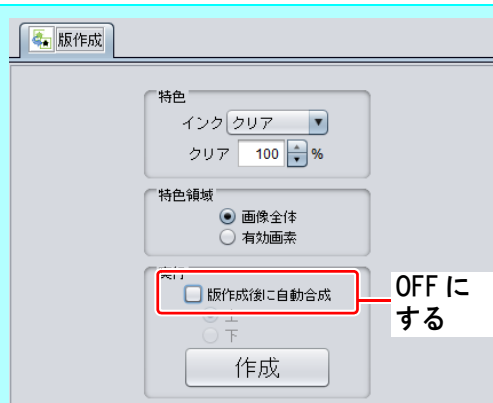 版作成
特色
インク クリア
クリア 100 %
特色領域
画像全体
有効画素
実行
版作成後に自動合成
上
下
作成
OFF に
する